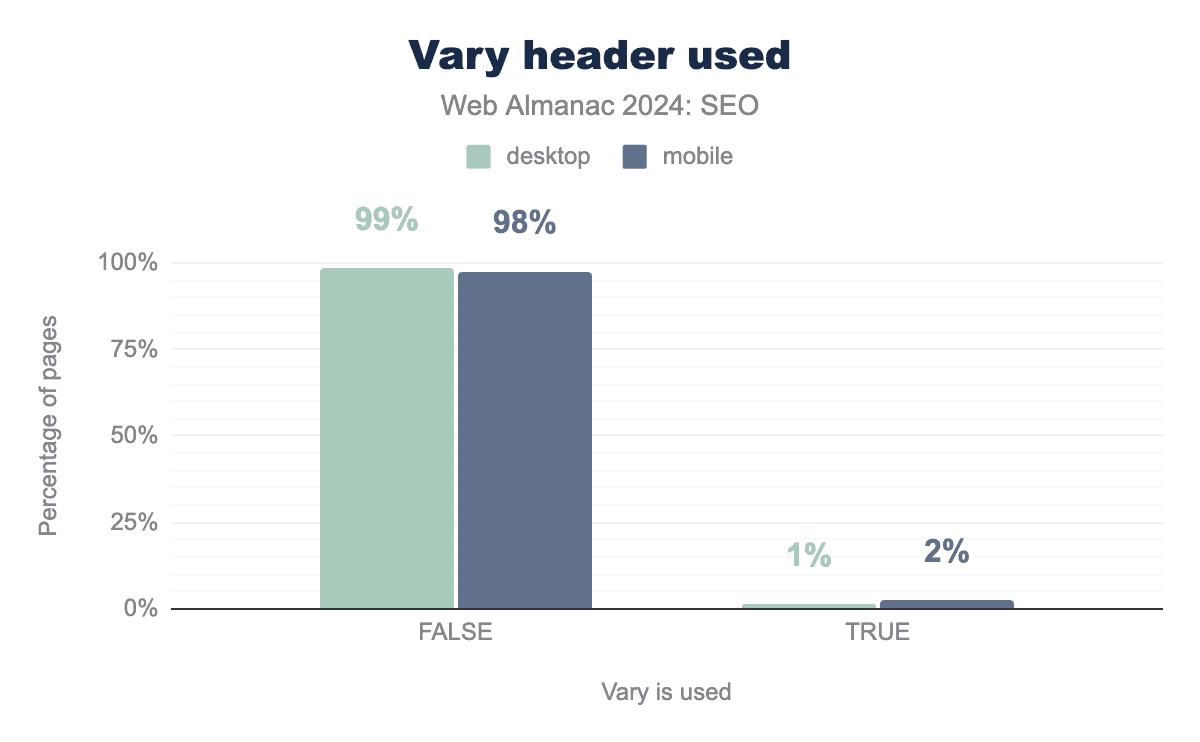 Vary header used
Web Almanac 2024: SEO
desktop mobile
99% 98%
100%
75%
50%
25%
0%
1% 2%
Percentage of pages
FALSE TRUE
Vary is used